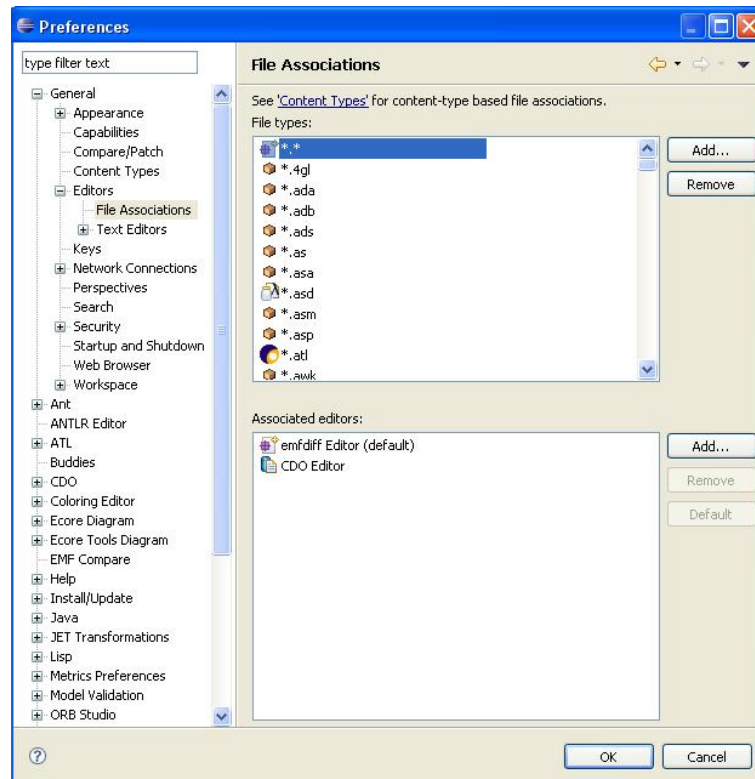 Preferences
type filter text
General
Appearance
Capabilities
Compare/Patch
Content Types
Editors
File Associations
Text Editors
Keys
Network Connections
Perspectives
Search
Security
Startup and Shutdown
Web Browser
Workspace
Ant
ANTLR Editor
ATL
Buddies
CDO
Coloring Editor
Ecore Diagram
Ecore Tools Diagram
EMF Compare
Help
Install/Update
Java
JET Transformations
Lisp
Metrics Preferences
Model Validation
ORB Studio
File Associations
See 'Content Types' for content-type based file associations.
File types:
*.*
*.4gl
*.ada
*.adb
*.ads
*.as
*.asa
*.asd
*.asm
*.asp
*.atl
*.awk
Add...
Remove
Associated editors:
emfdiff Editor (default)
CDO Editor
Add...
Remove
Default
OK
Cancel